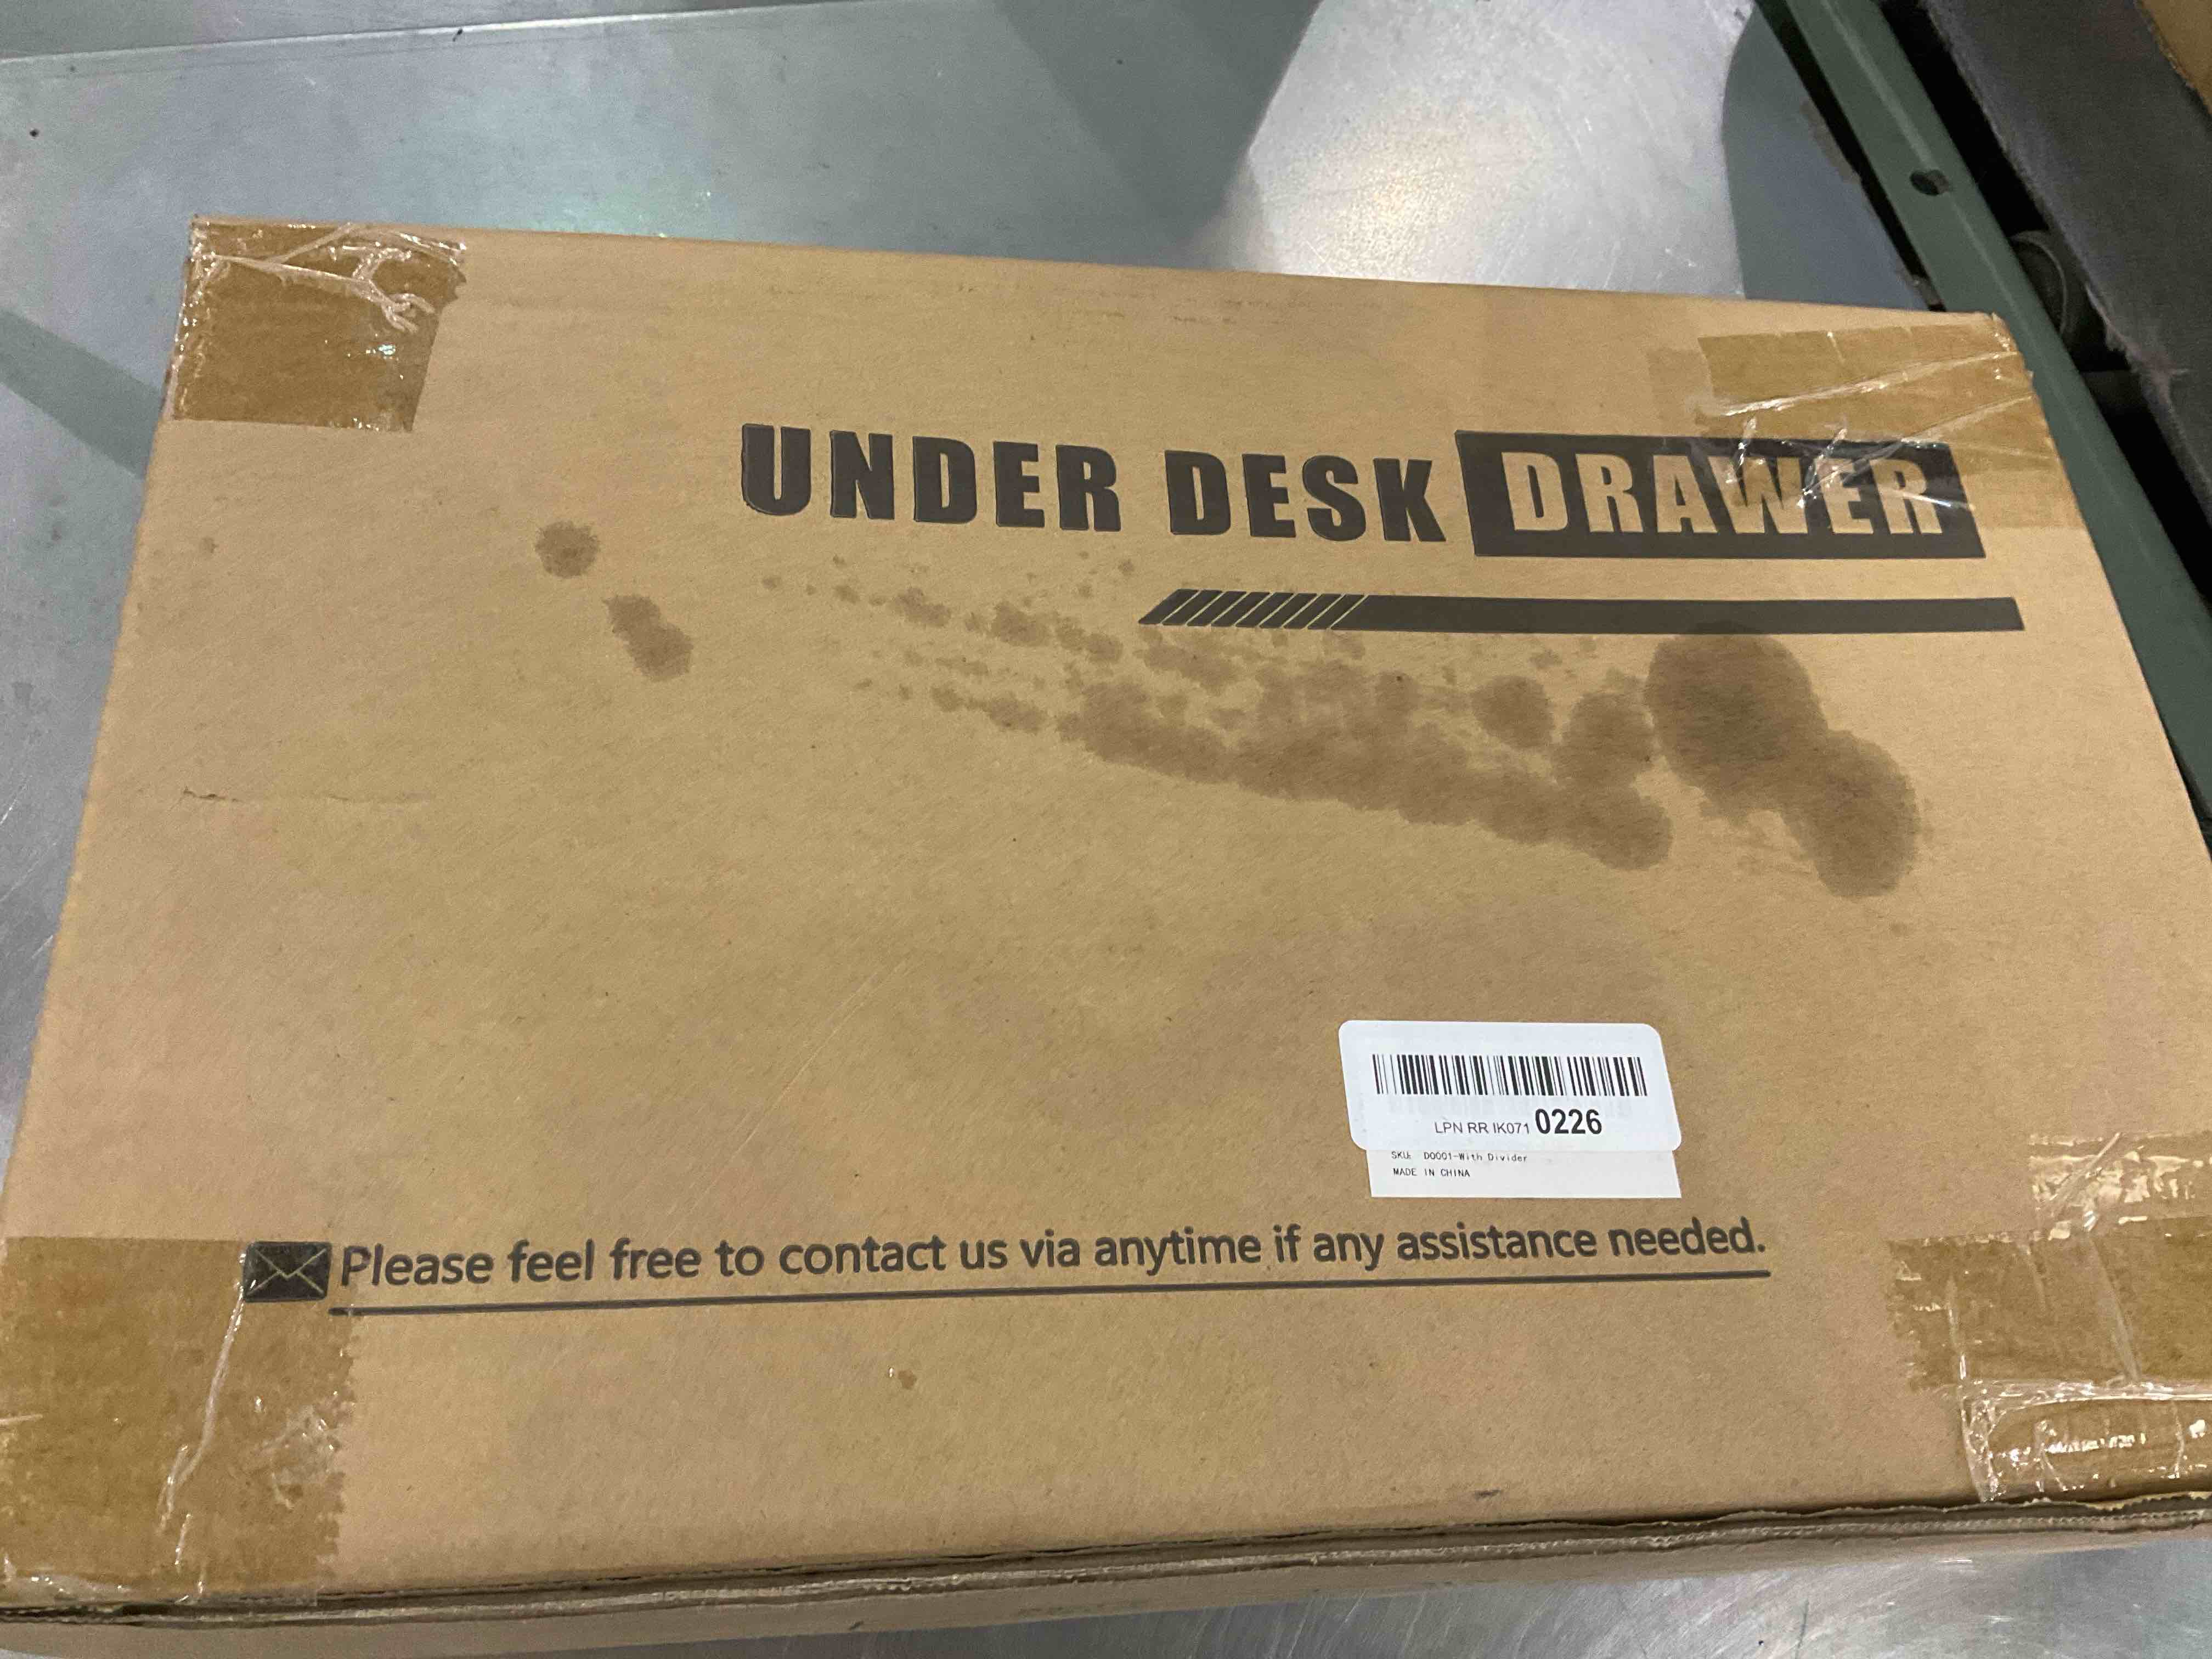 UNDER DESK DRAWER
LPN RR IK071 0226
SKU: D0001-With Divider
MADE IN CHINA
Please feel free to contact us via anytime if any assistance needed.